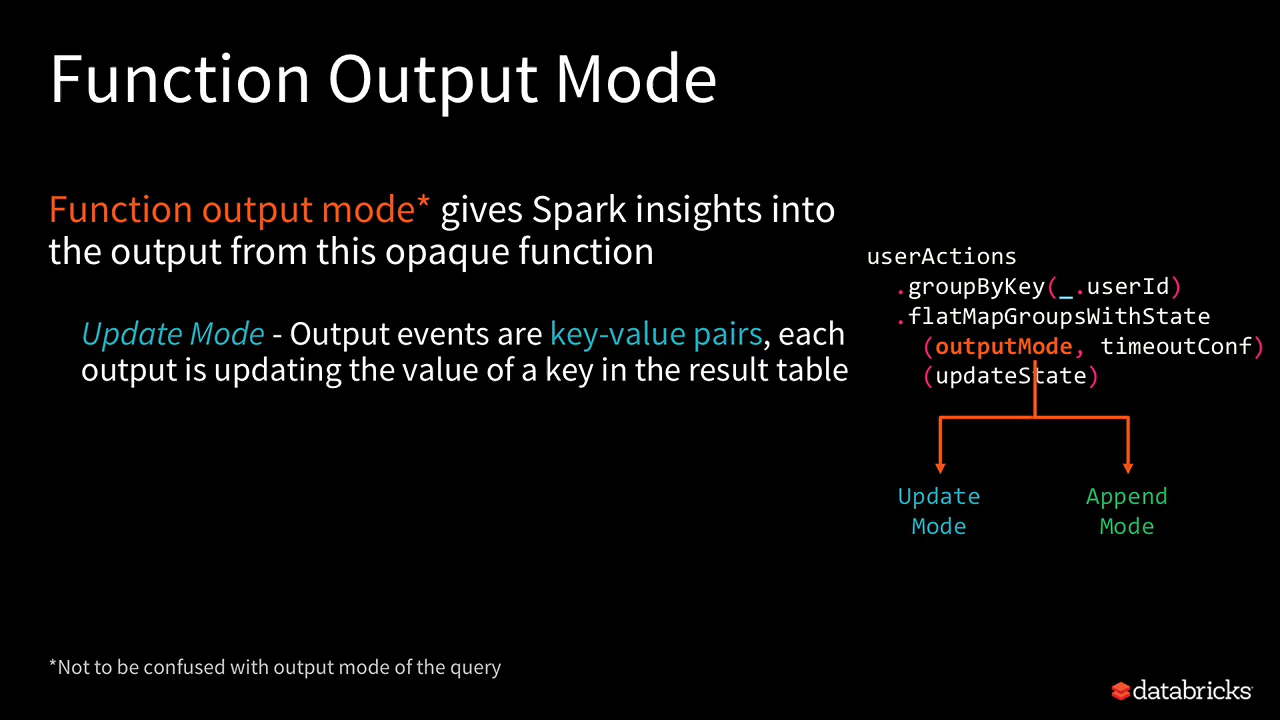 Function Output Mode
Function output mode* gives Spark insights into
the output from this opaque function
Update Mode - Output events are key-value pairs, each
output is updating the value of a key in the result table
userActions
.groupByKey(_.userId)
.flatMapGroupsWithState
(outputMode, timeoutConf)
(updateState)
Update
Mode
Append
Mode
*Not to be confused with output mode of the query
databricks